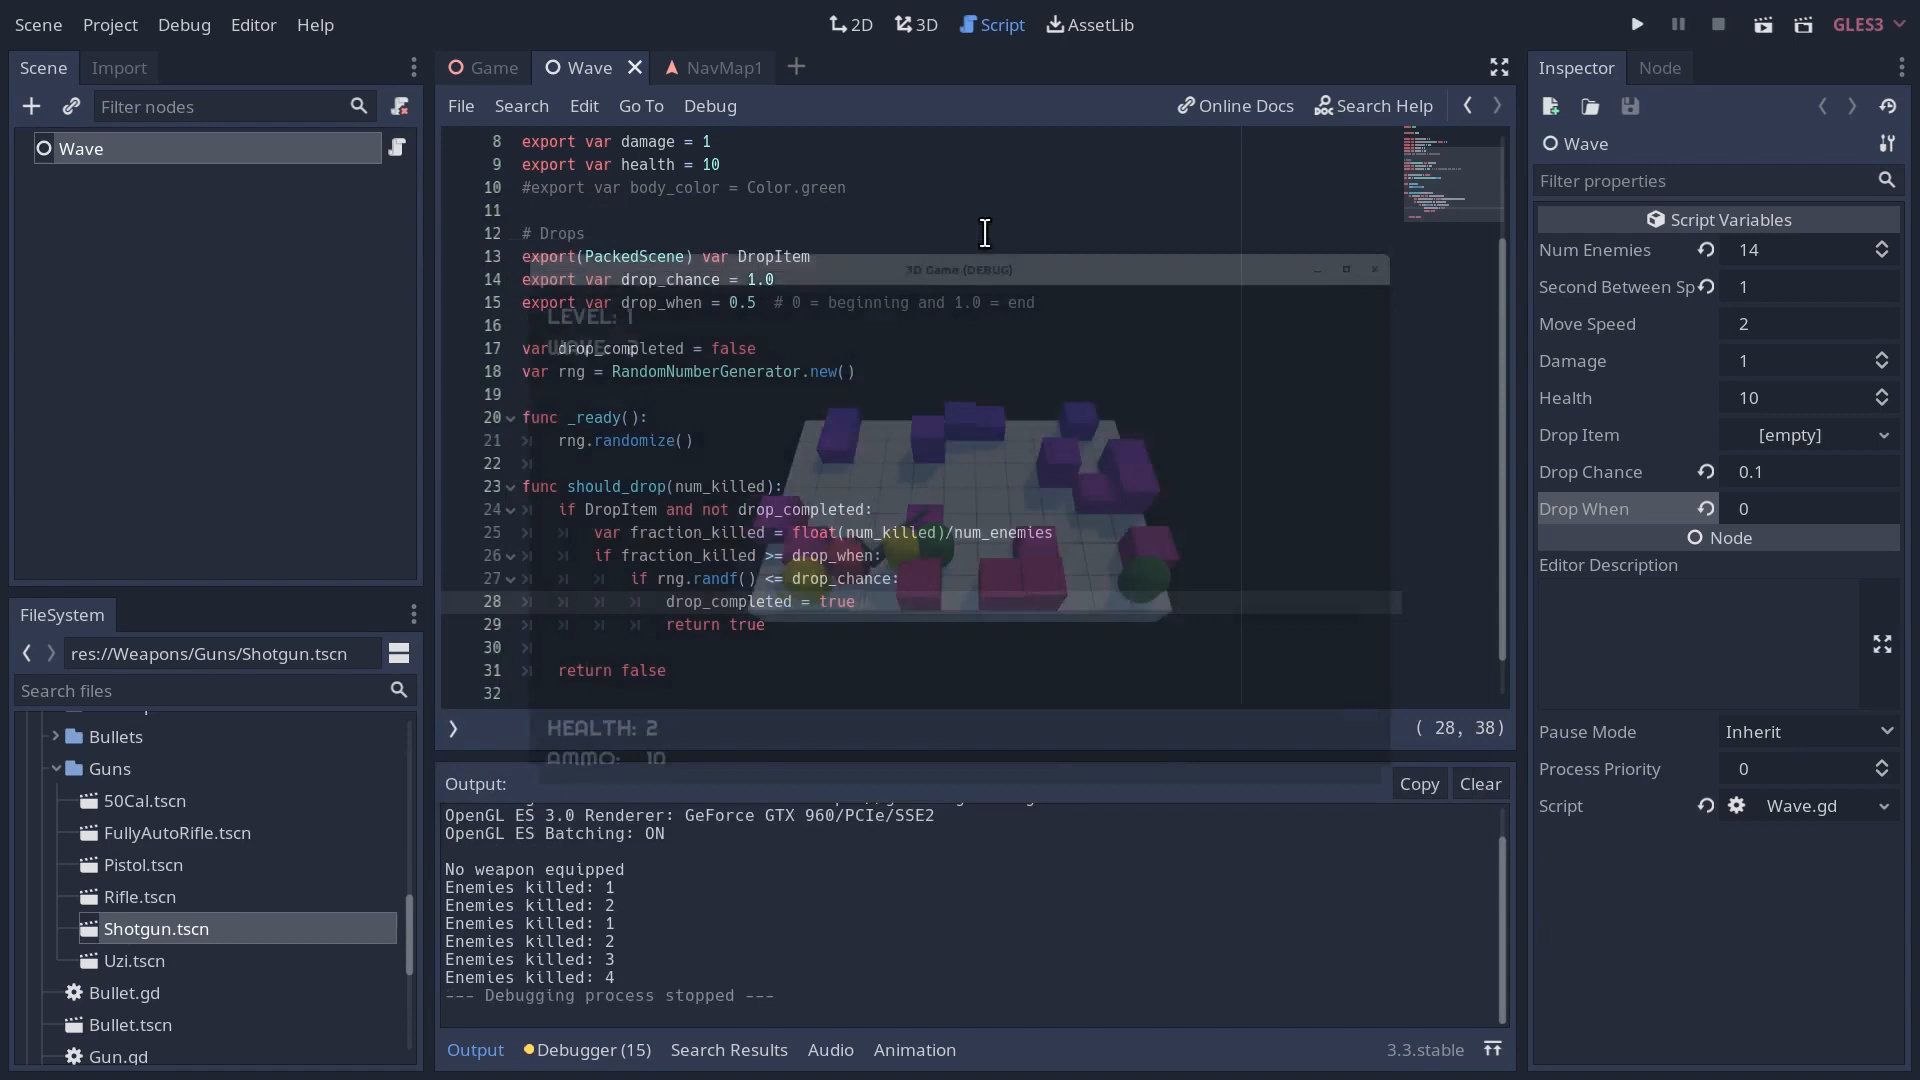 Scene Project Debug Editor Help
2D 3D Script AssetLib
GLES3
Scene Import
Filter nodes
Wave
Game Wave NavMap1
File Search Edit Go To Debug
Online Docs Search Help
8 export var damage = 1
9 export var health = 10
10 #export var body_color = Color.green
11
12 # Drops
13 export(PackedScene) var DropItem
14 export var drop_chance = 1.0
15 export var drop_when = 0.5 # 0 = beginning and 1.0 = end
16
17 var drop_completed = false
18 var rng = RandomNumberGenerator.new()
19
20 func _ready():
21 rng.randomize()
22
23 func should_drop(num_killed):
24 if DropItem and not drop_completed:
25 var fraction_killed = float(num_killed)/num_enemies
26 if fraction_killed >= drop_when:
27 if rng.randf() <= drop_chance:
28 drop_completed = true
29 return true
30
31 return false
32
( 28, 38)
3D Game (DEBUG)
LEVEL: 1
WAVE: 2
HEALTH: 2
AMMO: 10
FileSystem
res://Weapons/Guns/Shotgun.tscn
Search files
Bullets
Guns
50Cal.tscn
FullyAutoRifle.tscn
Pistol.tscn
Rifle.tscn
Shotgun.tscn
Uzi.tscn
Bullet.gd
Bullet.tscn
Gun.gd
Output:
Copy Clear
OpenGL ES 3.0 Renderer: GeForce GTX 960/PCIe/SSE2
OpenGL ES Batching: ON
No weapon equipped
Enemies killed: 1
Enemies killed: 2
Enemies killed: 1
Enemies killed: 2
Enemies killed: 3
Enemies killed: 4
--- Debugging process stopped ---
Output Debugger (15) Search Results Audio Animation
3.3.stable
Inspector Node
Wave
Filter properties
Script Variables
Num Enemies 14
Second Between Sp 1
Move Speed 2
Damage 1
Health 10
Drop Item [empty]
Drop Chance 0.1
Drop When 0
Node
Editor Description
Pause Mode Inherit
Process Priority 0
Script Wave.gd